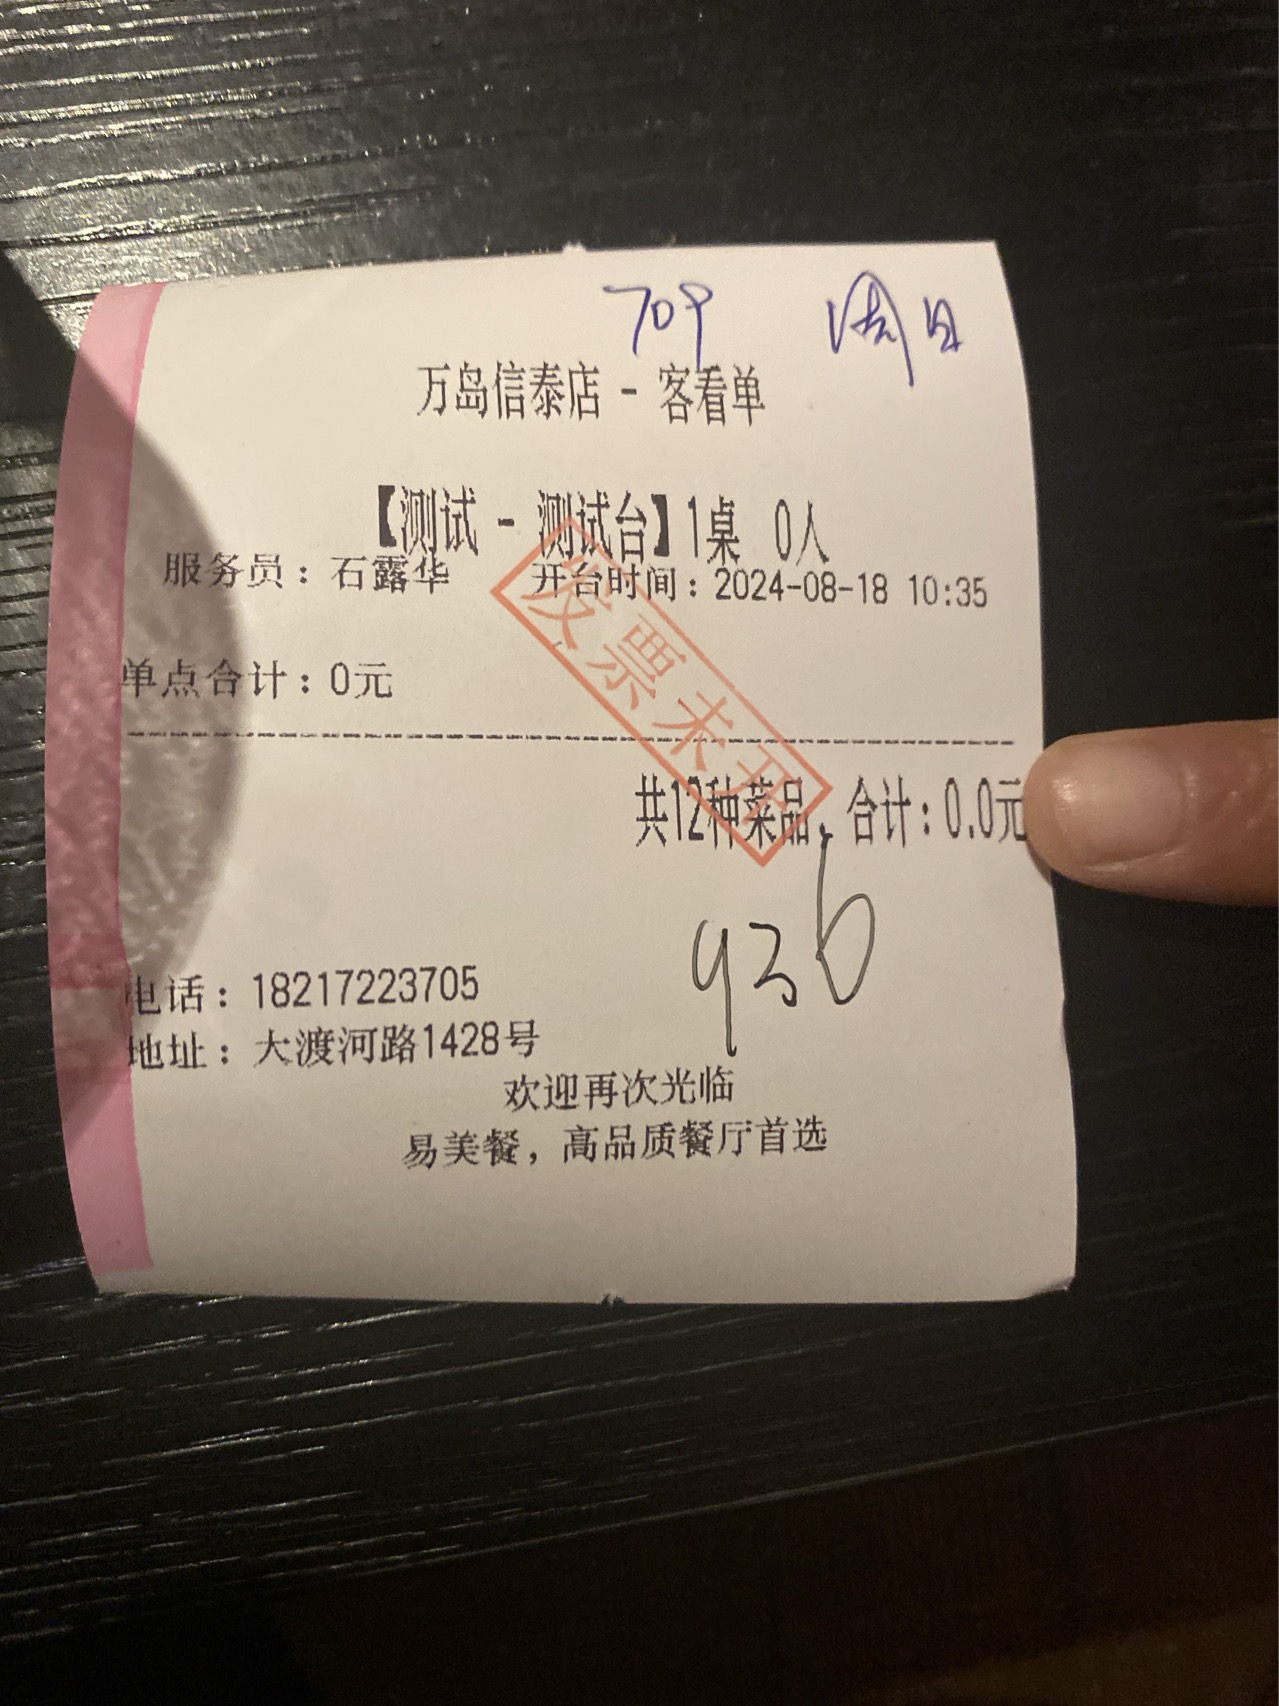 709 周日
万岛信泰店 - 客看单
【测试 - 测试台】1桌 0人
服务员：石露华 开台时间：2024-08-18 10:35
发票未开
单点合计：0元
共12种菜品，合计：0.0元
936
电话：18217223705
地址：大渡河路1428号
欢迎再次光临
易美餐，高品质餐厅首选